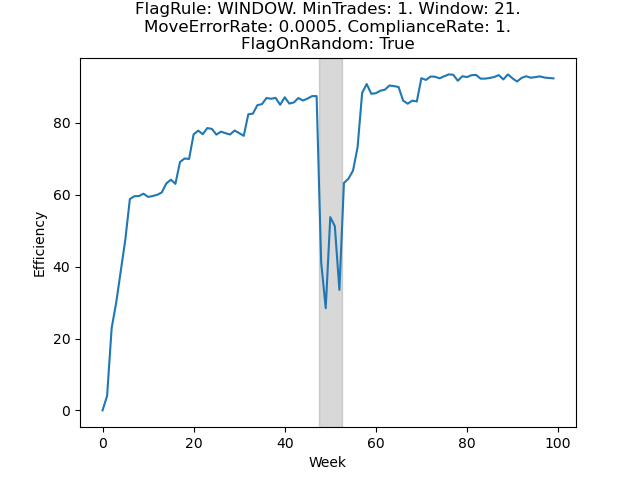 FlagRule: WINDOW. MinTrades: 1. Window: 21.
MoveErrorRate: 0.0005. ComplianceRate: 1.
FlagOnRandom: True
80
60
40
20
0
Efficiency
0 20 40 60 80 100
Week